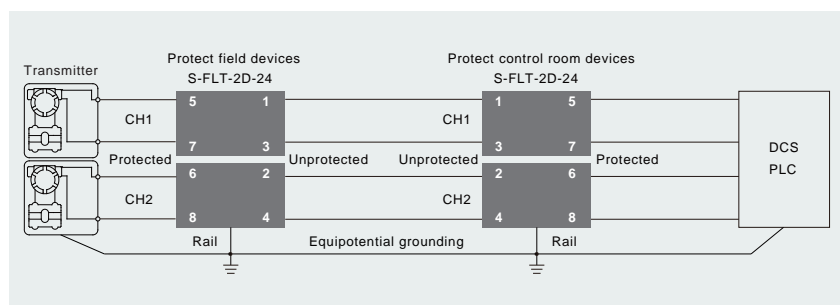 Protect field devices
S-FLT-2D-24
Protect control room devices
S-FLT-2D-24
Transmitter
5 1
1 5
CH1
CH1
7 3
3 7
DCS
PLC
Protected
Unprotected
Unprotected
Protected
6 2
2 6
CH2
CH2
8 4
4 8
Rail
Equipotential grounding
Rail